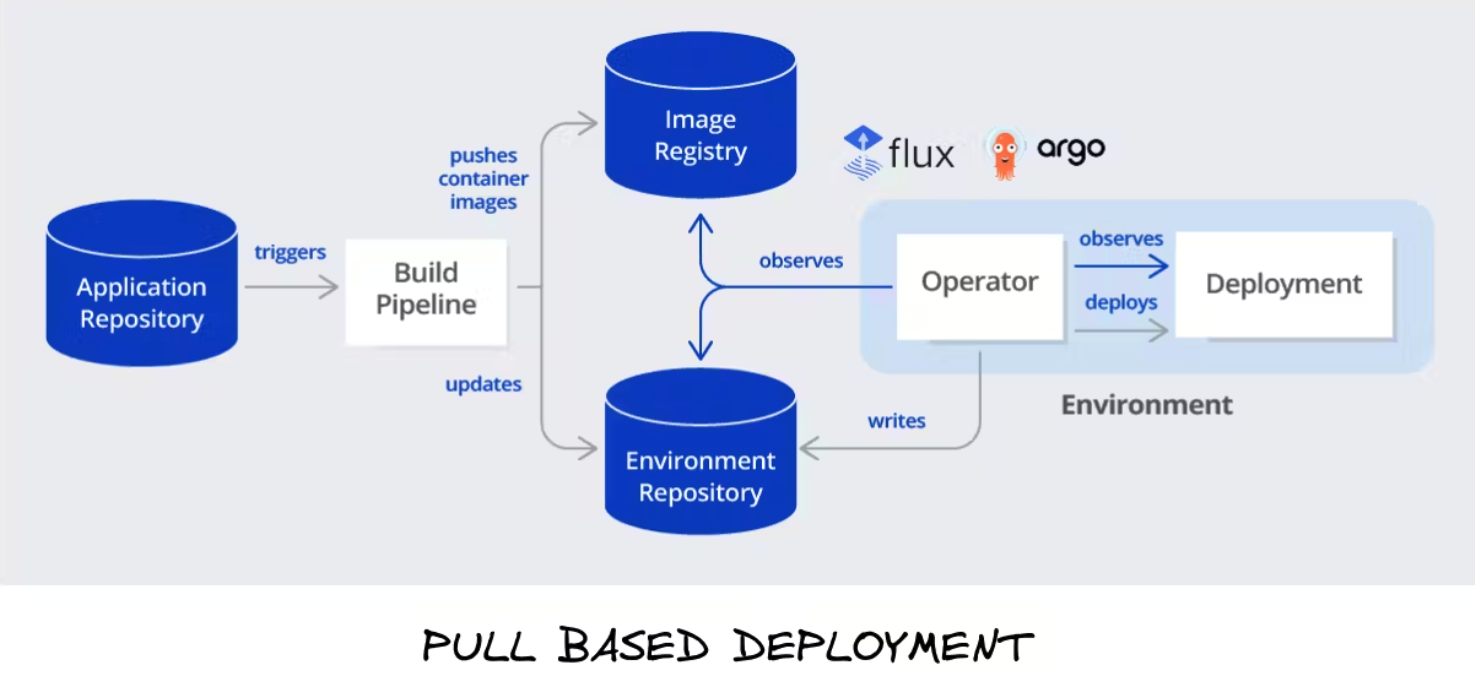 Image
Registry
flux
argo
pushes
container
images
Application
Repository
triggers
Build
Pipeline
observes
Operator
observes
deploys
Deployment
updates
Environment
Repository
writes
Environment
PULL BASED DEPLOYMENT